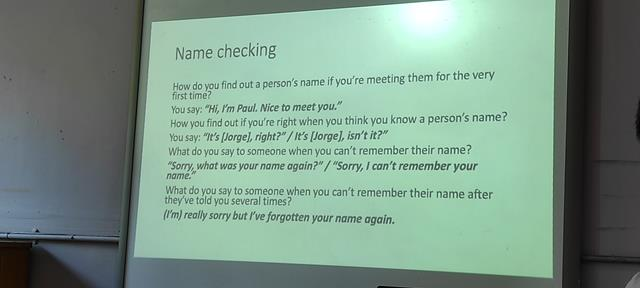 Name checking
How do you find out a person's name if you're meeting them for the very
first time?
You say: "Hi, I'm Paul. Nice to meet you."
How you find out if you're right when you think you know a person's name?
You say: "It's [Jorge], right?" / It's [Jorge], isn't it?"
What do you say to someone when you can't remember their name?
"Sorry, what was your name again?" / "Sorry, I can't remember your
name."
What do you say to someone when you can't remember their name after
they've told you several times?
(I'm) really sorry but I've forgotten your name again.